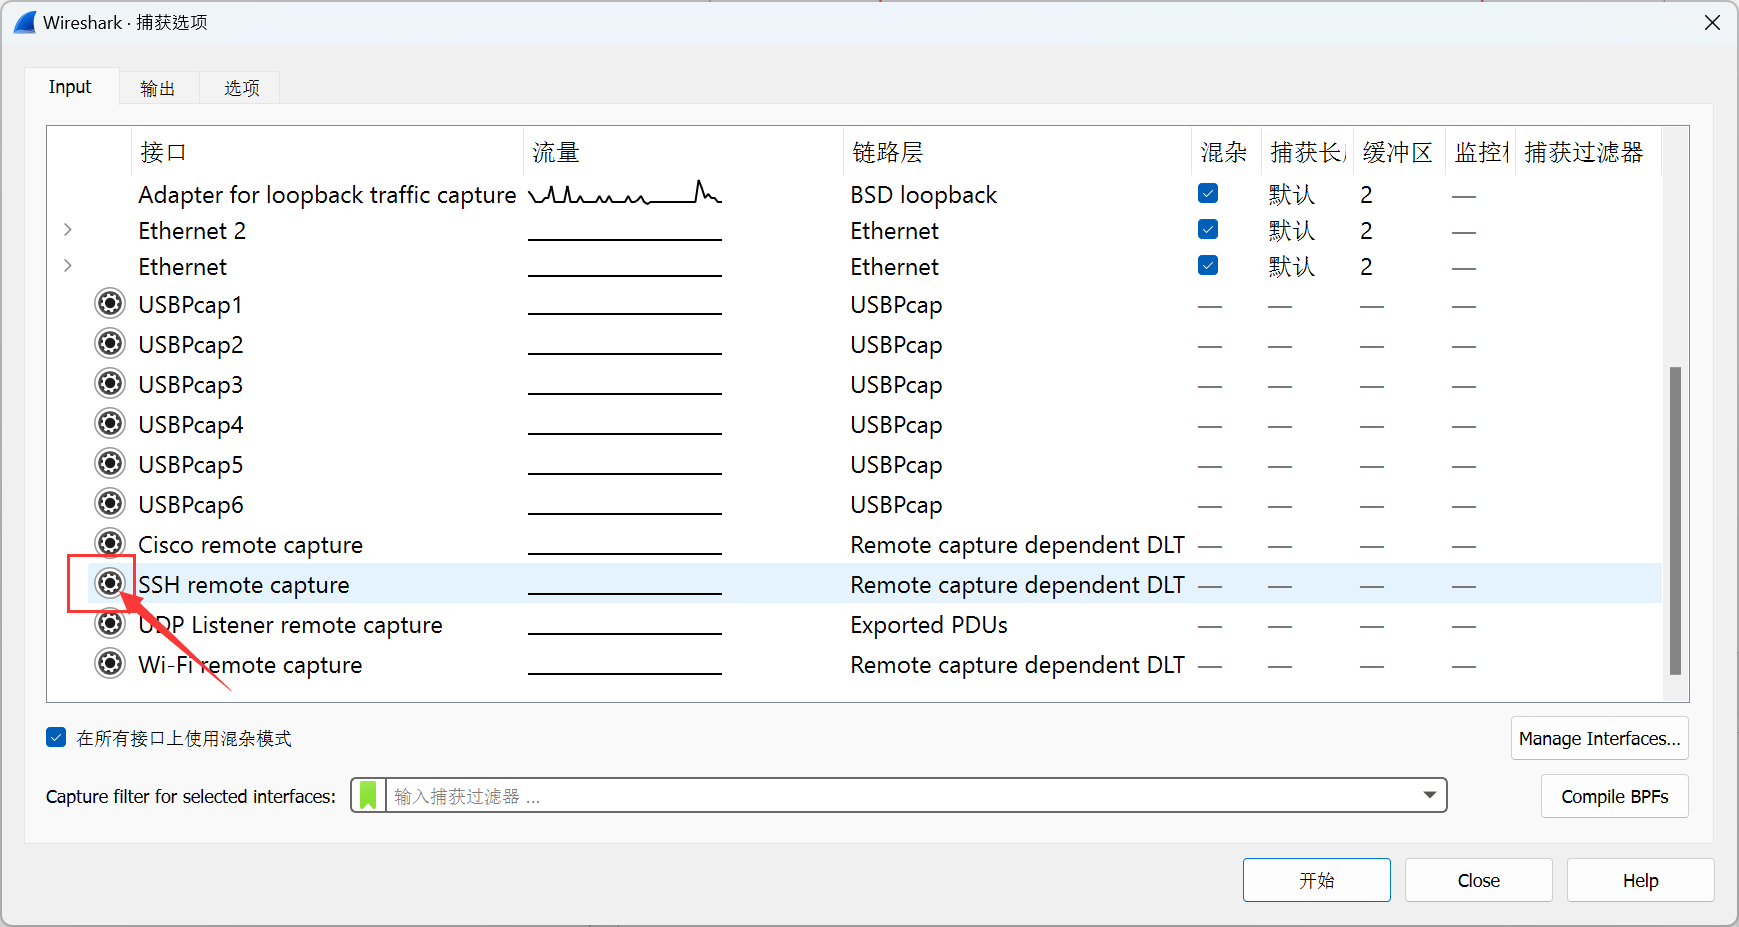 Wireshark · 捕获选项
Input 输出 选项
接口 流量 链路层 混杂 捕获长 缓冲区 监控 捕获过滤器
Adapter for loopback traffic capture BSD loopback 默认 2 —
Ethernet 2 Ethernet 默认 2 —
Ethernet Ethernet 默认 2 —
USBPcap1 USBPcap — — — —
USBPcap2 USBPcap — — — —
USBPcap3 USBPcap — — — —
USBPcap4 USBPcap — — — —
USBPcap5 USBPcap — — — —
USBPcap6 USBPcap — — — —
Cisco remote capture Remote capture dependent DLT — — — —
SSH remote capture Remote capture dependent DLT — — — —
UDP Listener remote capture Exported PDUs — — — —
Wi-Fi remote capture Remote capture dependent DLT — — — —
在所有接口上使用混杂模式 Manage Interfaces...
Capture filter for selected interfaces: 输入捕获过滤器 ... Compile BPFs
开始 Close Help